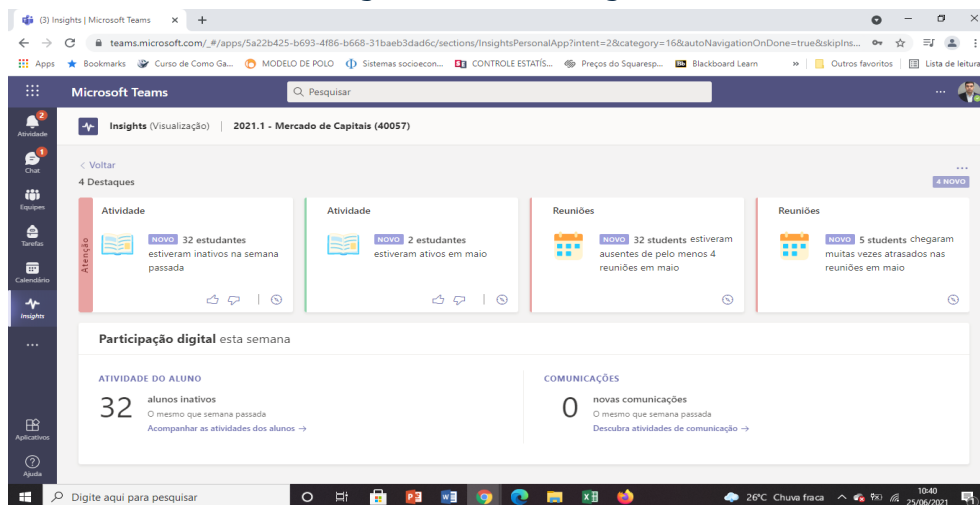 (3) Insights | Microsoft Teams
teams.microsoft.com/_#/apps/5a22b425-b693-4f86-b668-31baeb3dad6c/sections/InsightsPersonalApp?intent=2&category=16&autoNavigationOnDone=true&skipIns...
Apps Bookmarks Curso de Como Ga... MODELO DE POLO Sistemas socioecon... CONTROLE ESTATÍS... Preços do Squaresp... Blackboard Learn » Outros favoritos Lista de leitura
Microsoft Teams
Pesquisar
2
Atividade
Insights (Visualização) | 2021.1 - Mercado de Capitais (40057)
1
Chat
Equipes
Tarefas
Calendário
Insights
Aplicativos
Ajuda
< Voltar
4 Destaques
4 NOVO
Atenção
Atividade
NOVO 32 estudantes
estiveram inativos na semana
passada
Atividade
NOVO 2 estudantes
estiveram ativos em maio
Reuniões
NOVO 32 students estiveram
ausentes de pelo menos 4
reuniões em maio
Reuniões
NOVO 5 students chegaram
muitas vezes atrasados nas
reuniões em maio
Participação digital esta semana
ATIVIDADE DO ALUNO
32 alunos inativos
O mesmo que semana passada
Acompanhar as atividades dos alunos →
COMUNICAÇÕES
0 novas comunicações
O mesmo que semana passada
Descubra atividades de comunicação →
Digite aqui para pesquisar
26°C Chuva fraca
10:40
25/06/2021